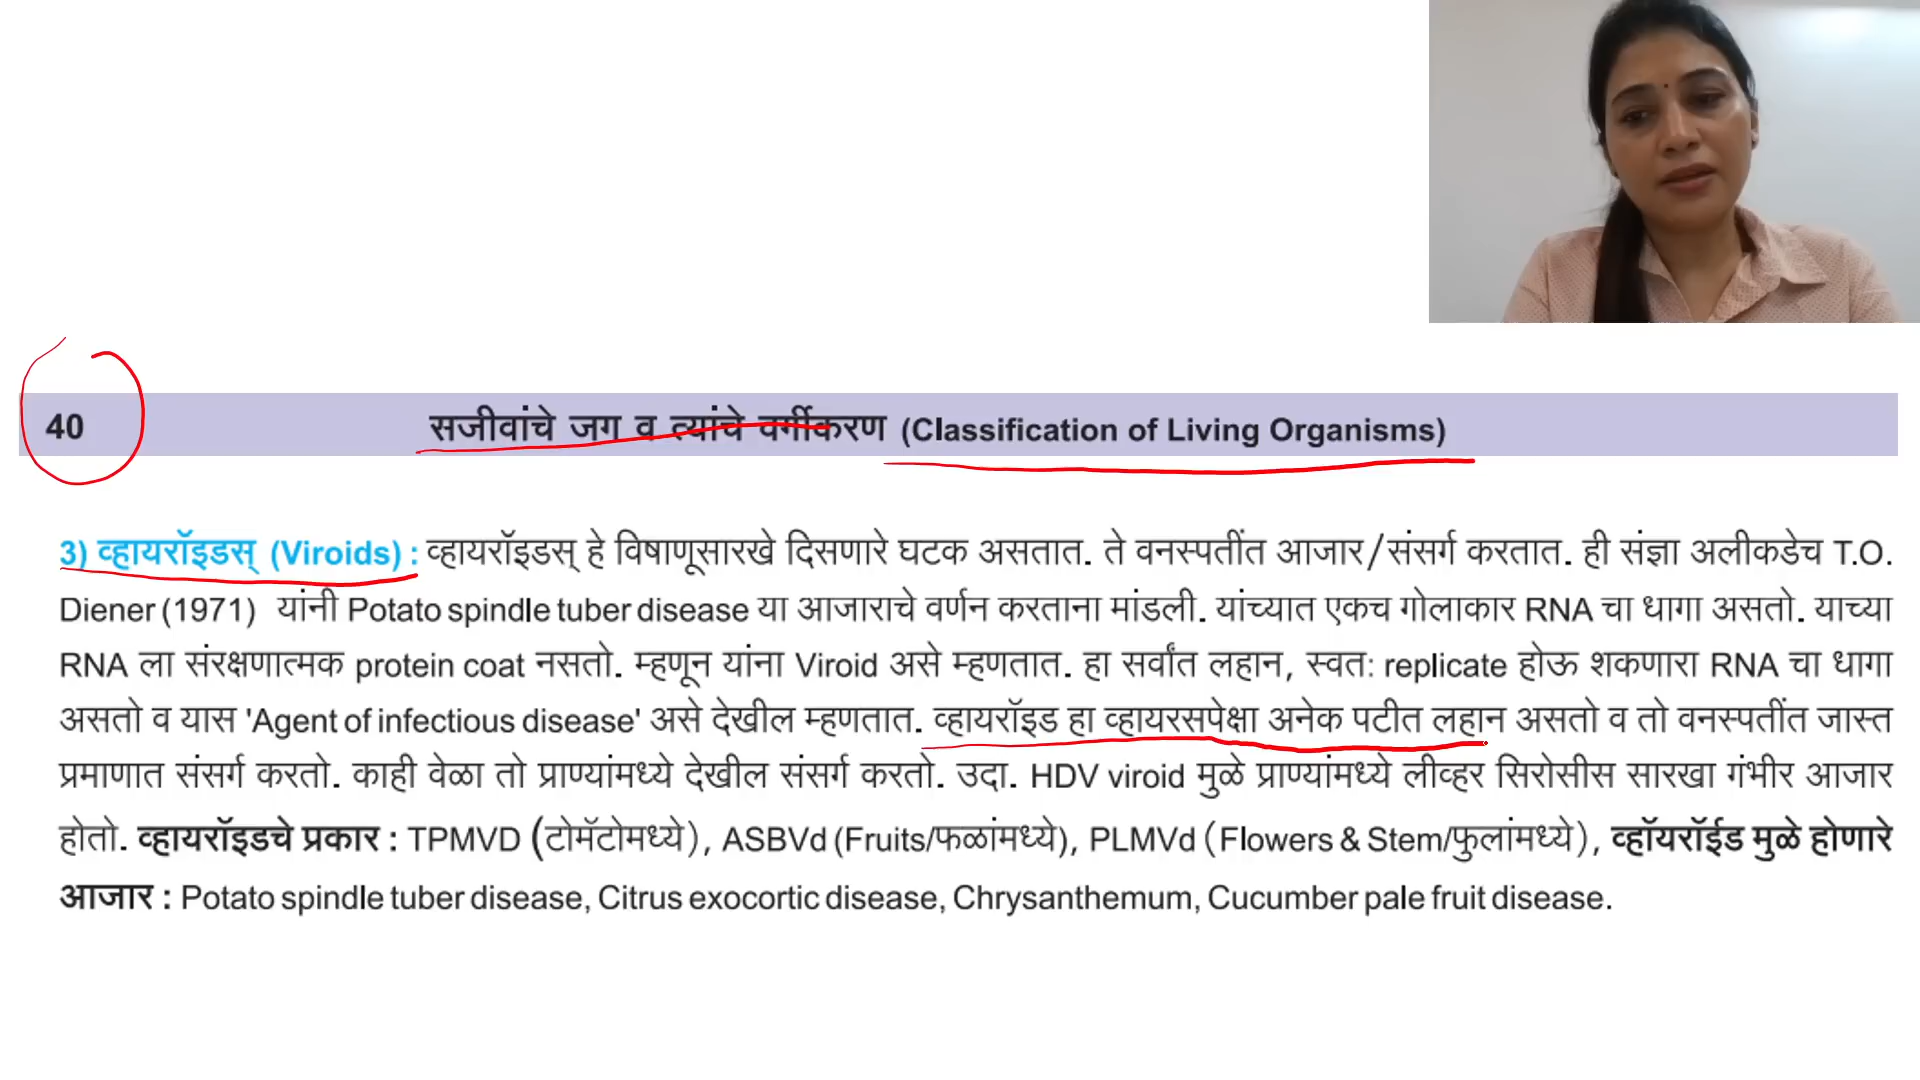 40 सजीवांचे जग व त्यांचे वर्गीकरण (Classification of Living Organisms)
3) व्हायरॉइडस् (Viroids) : व्हायरॉइडस् हे विषाणूसारखे दिसणारे घटक असतात. ते वनस्पतींत आजार/संसर्ग करतात. ही संज्ञा अलीकडेच T.O.
Diener (1971) यांनी Potato spindle tuber disease या आजाराचे वर्णन करताना मांडली. यांच्यात एकच गोलाकार RNA चा धागा असतो. याच्या
RNA ला संरक्षणात्मक protein coat नसतो. म्हणून यांना Viroid असे म्हणतात. हा सर्वांत लहान, स्वत: replicate होऊ शकणारा RNA चा धागा
असतो व यास 'Agent of infectious disease' असे देखील म्हणतात. व्हायरॉइड हा व्हायरसपेक्षा अनेक पटीत लहान असतो व तो वनस्पतींत जास्त
प्रमाणात संसर्ग करतो. काही वेळा तो प्राण्यांमध्ये देखील संसर्ग करतो. उदा. HDV viroid मुळे प्राण्यांमध्ये लीव्हर सिरोसीस सारखा गंभीर आजार
होतो. व्हायरॉइडचे प्रकार : TPMVD (टोमॅटोमध्ये), ASBVd (Fruits/फळांमध्ये), PLMVd (Flowers & Stem/फुलांमध्ये), व्हॉयरॉईड मुळे होणारे
आजार : Potato spindle tuber disease, Citrus exocortic disease, Chrysanthemum, Cucumber pale fruit disease.